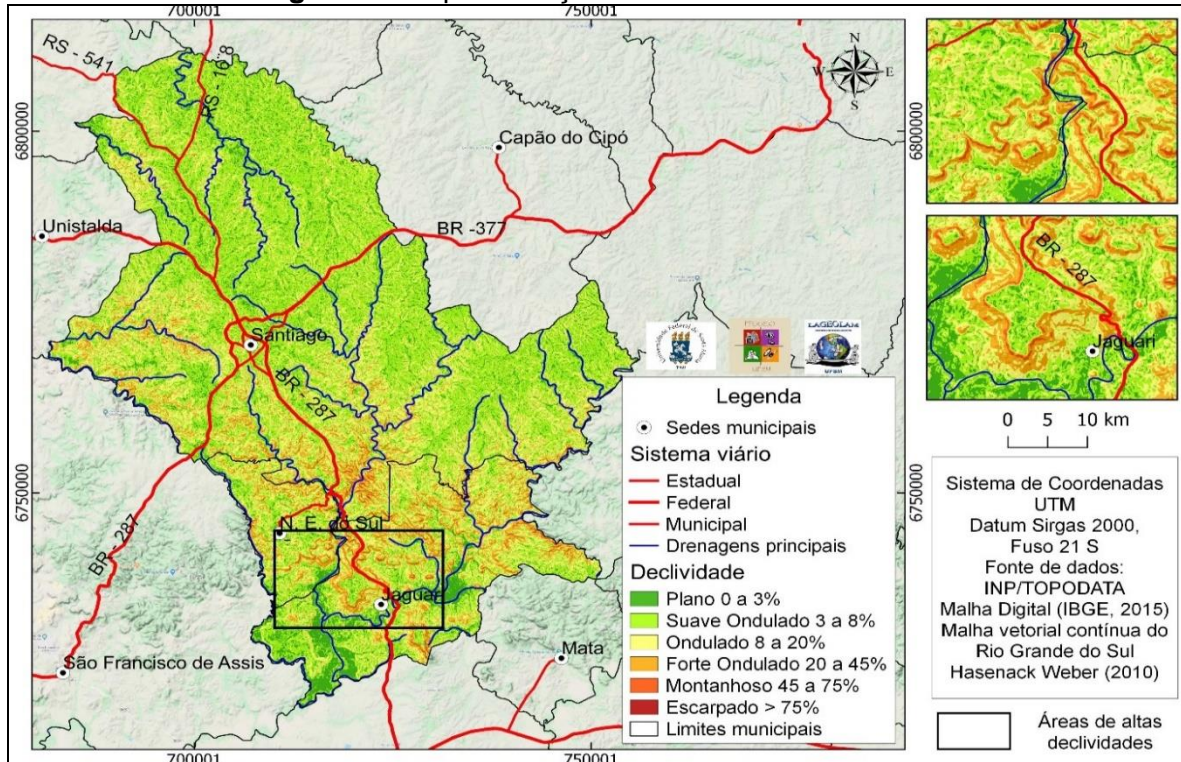 700001
750001
RS - 541
RS - 168
N
W
E
S
6800000
6800000
Capão do Cipó
Unistalda
BR -377
Santiago
LAGEOLAM
BR - 287
BR - 287
Jaguari
Legenda
Sedes municipais
Sistema viário
Estadual
Federal
Municipal
Drenagens principais
Declividade
Plano 0 a 3%
Suave Ondulado 3 a 8%
Ondulado 8 a 20%
Forte Ondulado 20 a 45%
Montanhoso 45 a 75%
Escarpado > 75%
Limites municipais
0 5 10 km
6750000
6750000
N. E. do Sul
BR - 287
Jaguari
São Francisco de Assis
Mata
Sistema de Coordenadas
UTM
Datum Sirgas 2000,
Fuso 21 S
Fonte de dados:
INP/TOPODATA
Malha Digital (IBGE, 2015)
Malha vetorial contínua do
Rio Grande do Sul
Hasenack Weber (2010)
Áreas de altas
declividades
700001
750001